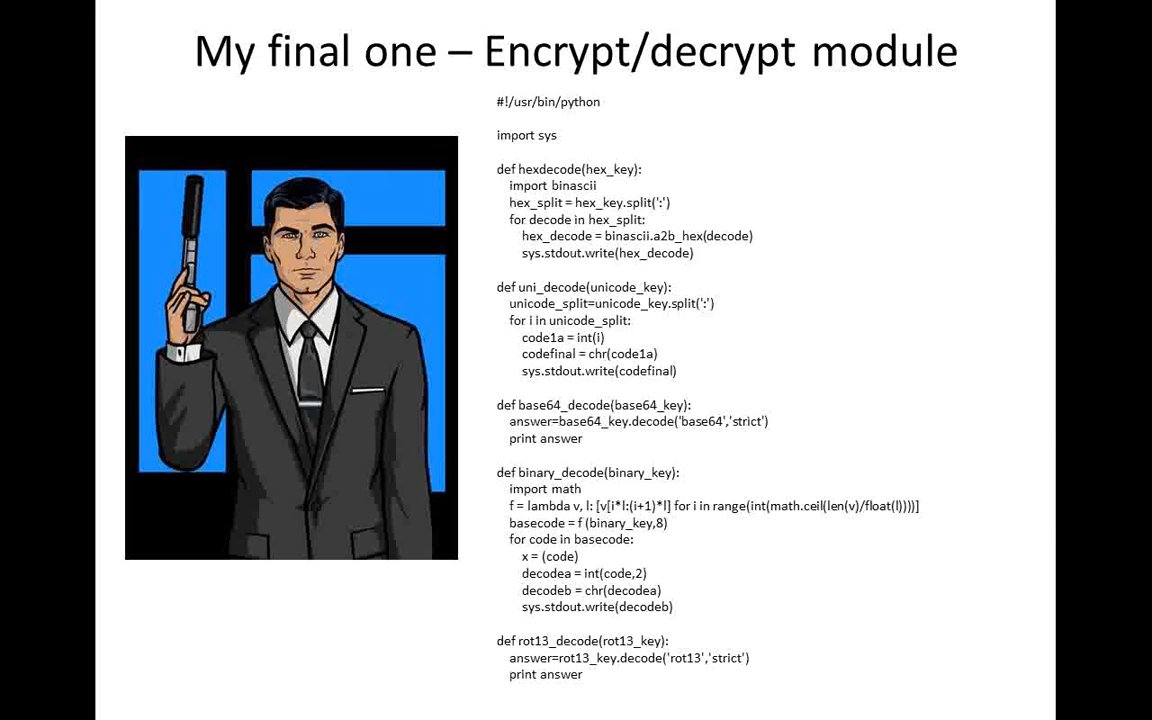 My final one – Encrypt/decrypt module
#!/usr/bin/python
import sys
def hexdecode(hex_key):
import binascii
hex_split = hex_key.split(':')
for decode in hex_split:
hex_decode = binascii.a2b_hex(decode)
sys.stdout.write(hex_decode)
def uni_decode(unicode_key):
unicode_split=unicode_key.split(':')
for i in unicode_split:
code1a = int(i)
codefinal = chr(code1a)
sys.stdout.write(codefinal)
def base64_decode(base64_key):
answer=base64_key.decode('base64','strict')
print answer
def binary_decode(binary_key):
import math
f = lambda v, l: [v[i*l:(i+1)*l] for i in range(int(math.ceil(len(v)/float(l))))]
basecode = f (binary_key,8)
for code in basecode:
x = (code)
decodea = int(code,2)
decodeb = chr(decodea)
sys.stdout.write(decodeb)
def rot13_decode(rot13_key):
answer=rot13_key.decode('rot13','strict')
print answer